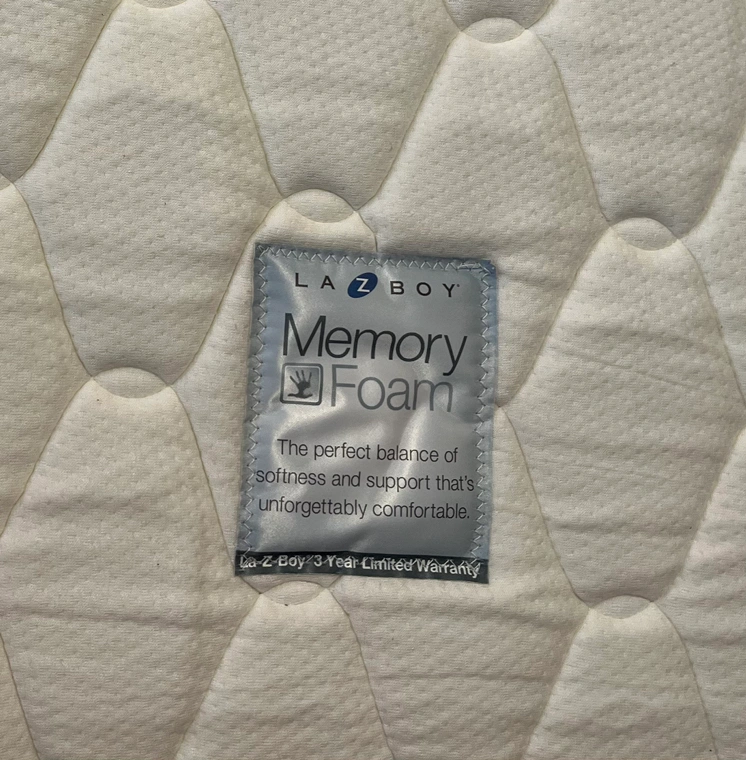 LA Z BOY
Memory
Foam
The perfect balance of
softness and support that's
unforgettably comfortable.
La-Z-Boy 3 Year Limited Warranty